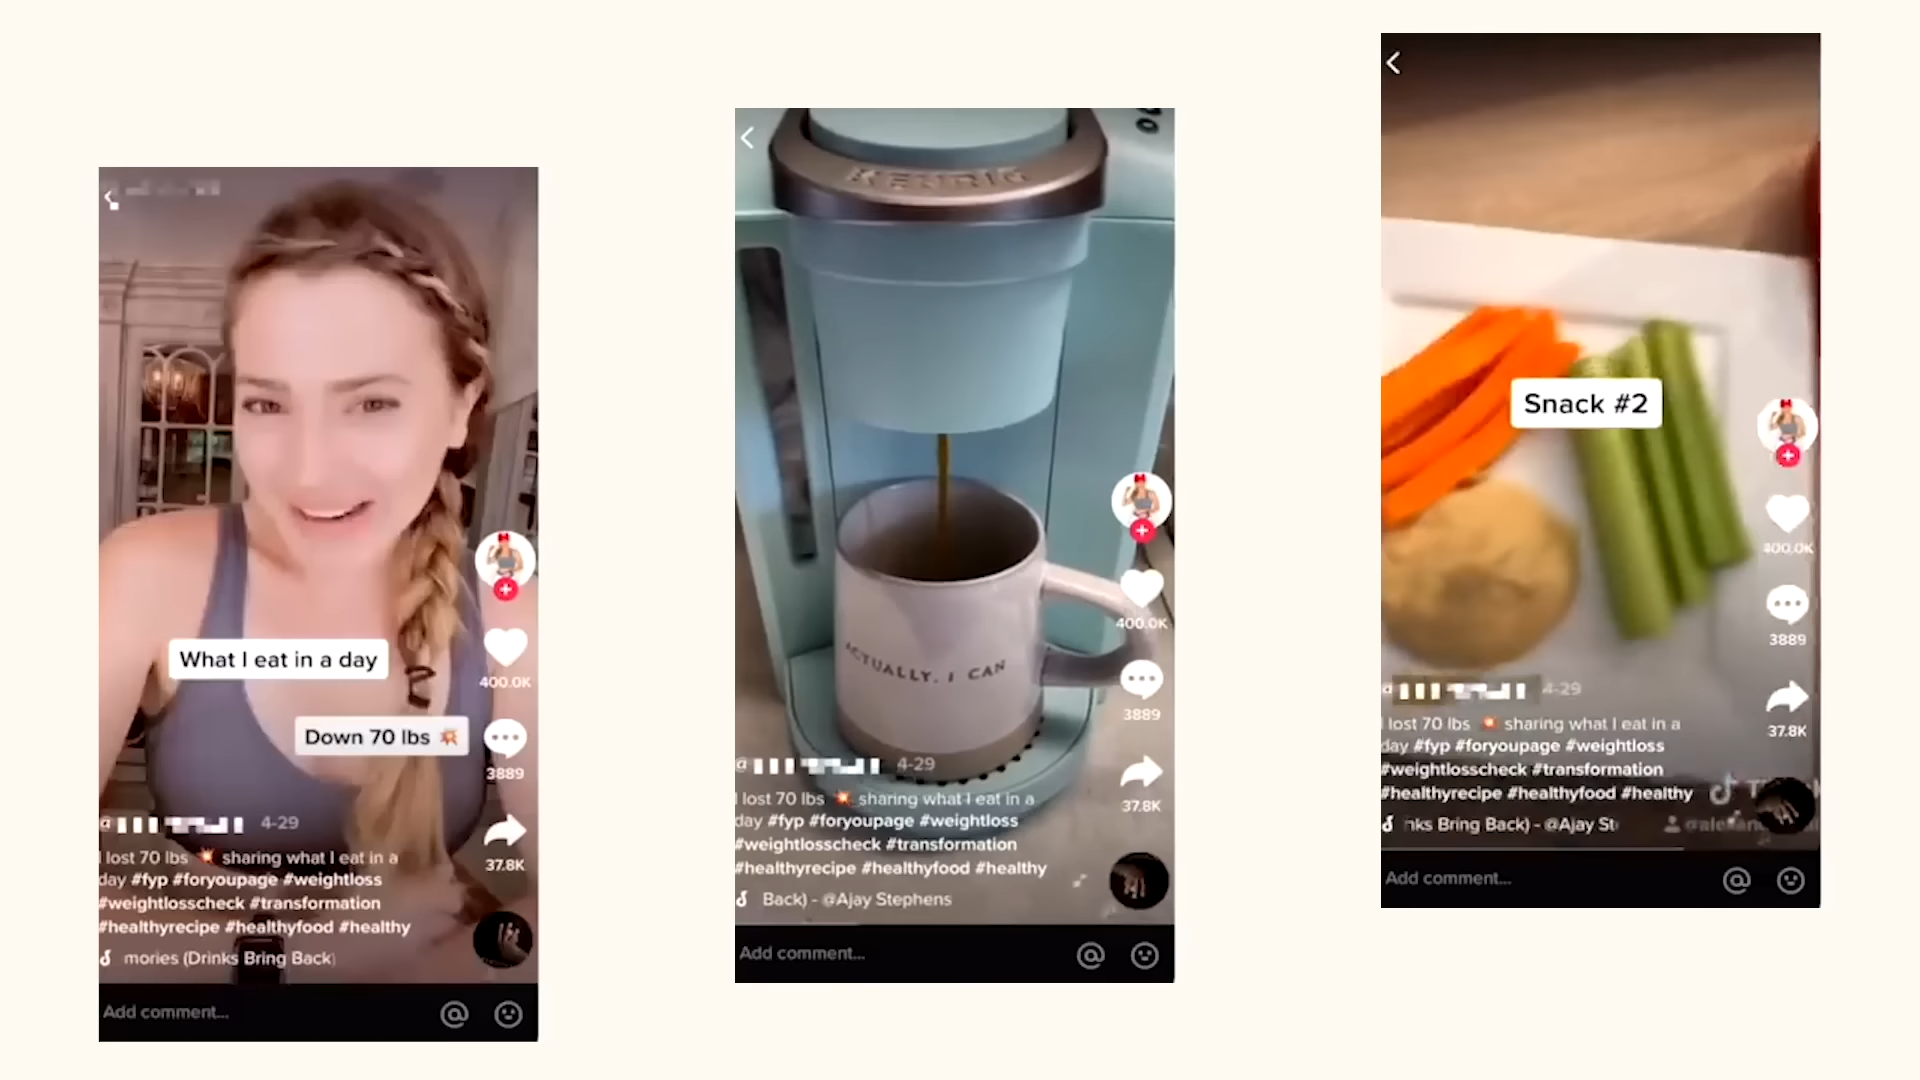 What I eat in a day
Down 70 lbs
400.0K
3889
37.8K
4-29
I lost 70 lbs sharing what I eat in a
day #fyp #foryoupage #weightloss
#weightlosscheck #transformation
#healthyrecipe #healthyfood #healthy
mories (Drinks Bring Back)
Add comment...
KEURIG
ACTUALLY, I CAN
400.0K
3889
37.8K
@
4-29
I lost 70 lbs sharing what I eat in a
day #fyp #foryoupage #weightloss
#weightlosscheck #transformation
#healthyrecipe #healthyfood #healthy
Back) - @Ajay Stephens
Add comment...
Snack #2
400.0K
3889
37.8K
4-29
I lost 70 lbs sharing what I eat in a
day #fyp #foryoupage #weightloss
#weightlosscheck #transformation
#healthyrecipe #healthyfood #healthy
nks Bring Back) - @Ajay St
Add comment...